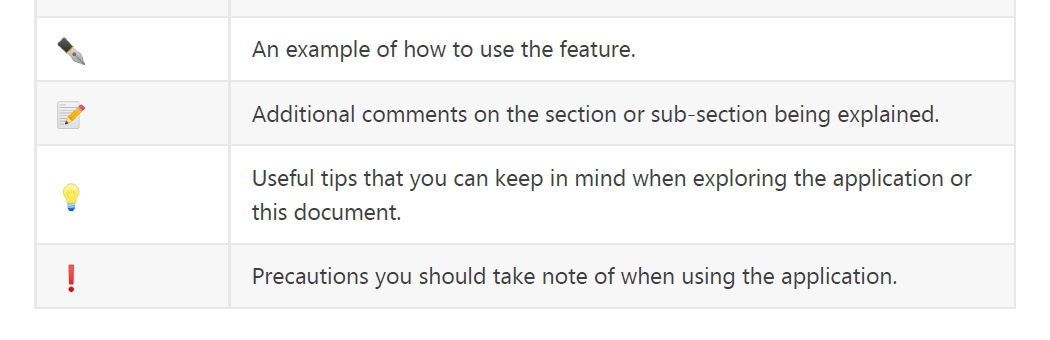 An example of how to use the feature.
Additional comments on the section or sub-section being explained.
Useful tips that you can keep in mind when exploring the application or
this document.
Precautions you should take note of when using the application.